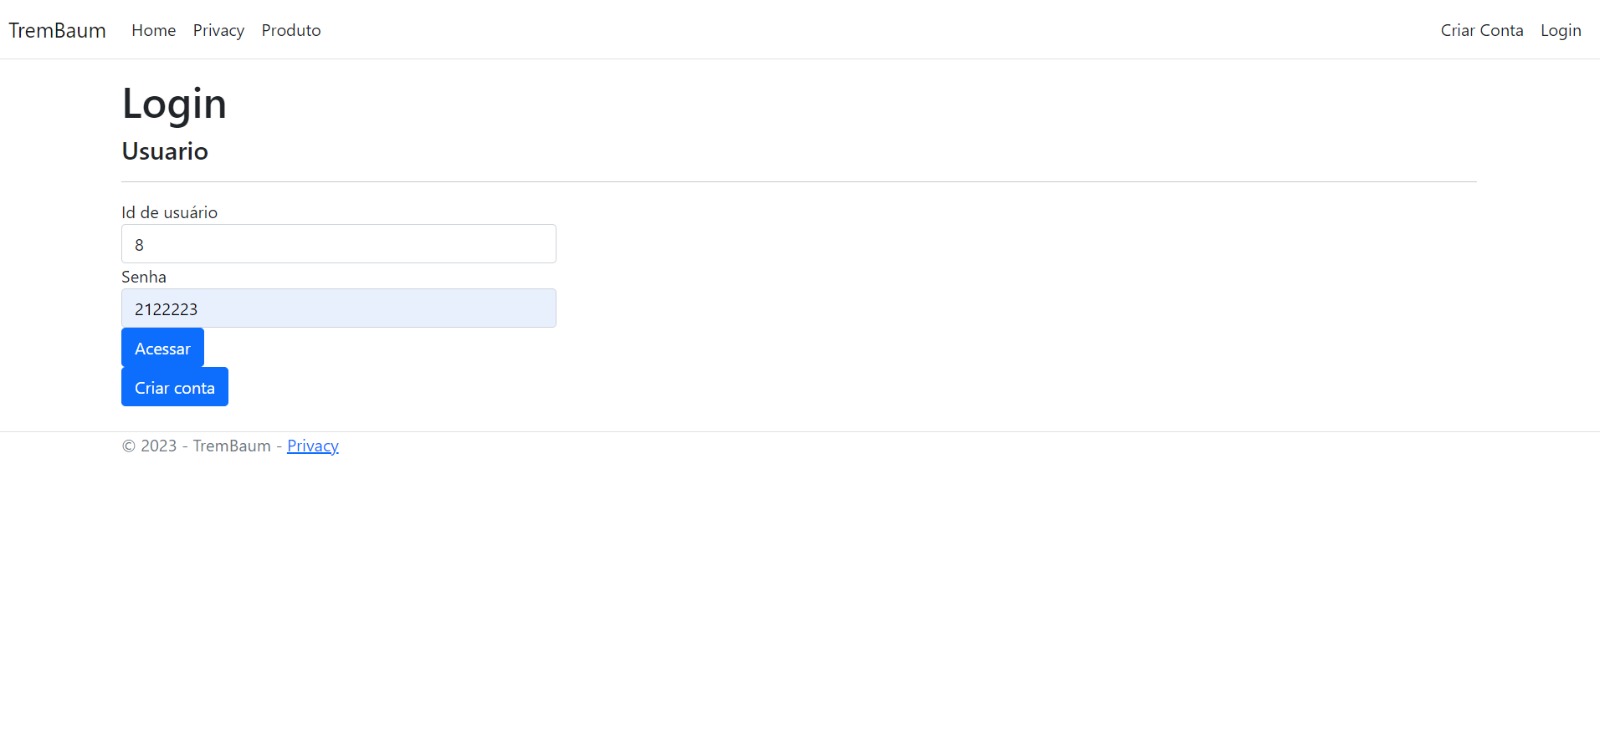 TremBaum Home Privacy Produto Criar Conta Login
Login
Usuario
Id de usuário
8
Senha
2122223
Acessar
Criar conta
© 2023 - TremBaum - Privacy